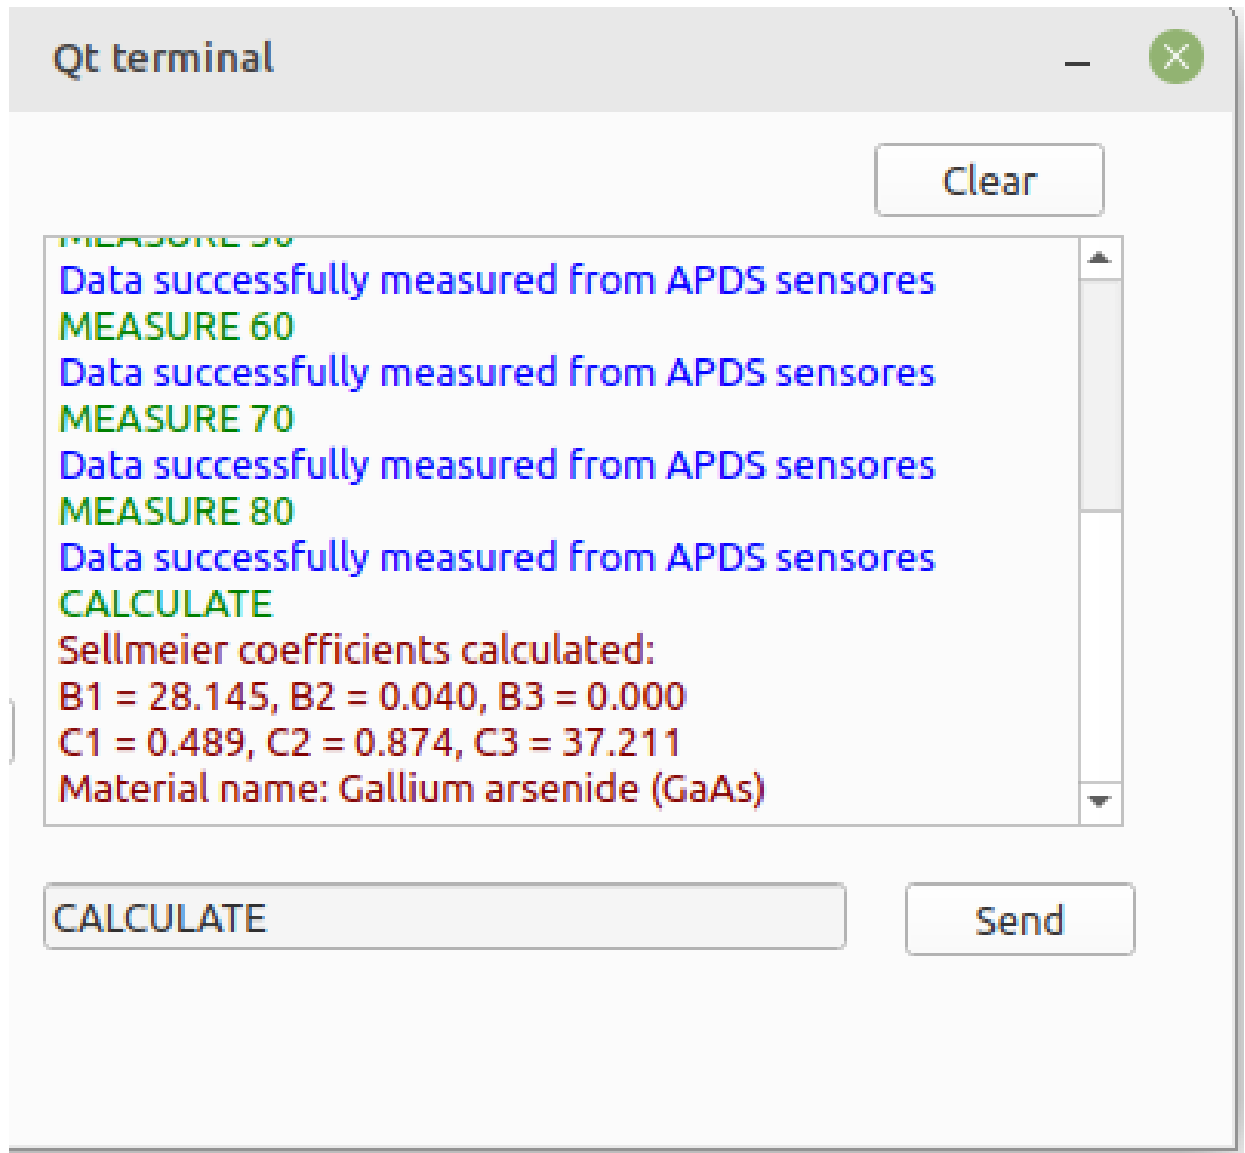 Qt terminal
Clear
MEASURE 50
Data successfully measured from APDS sensores
MEASURE 60
Data successfully measured from APDS sensores
MEASURE 70
Data successfully measured from APDS sensores
MEASURE 80
Data successfully measured from APDS sensores
CALCULATE
Sellmeier coefficients calculated:
B1 = 28.145, B2 = 0.040, B3 = 0.000
C1 = 0.489, C2 = 0.874, C3 = 37.211
Material name: Gallium arsenide (GaAs)
CALCULATE
Send